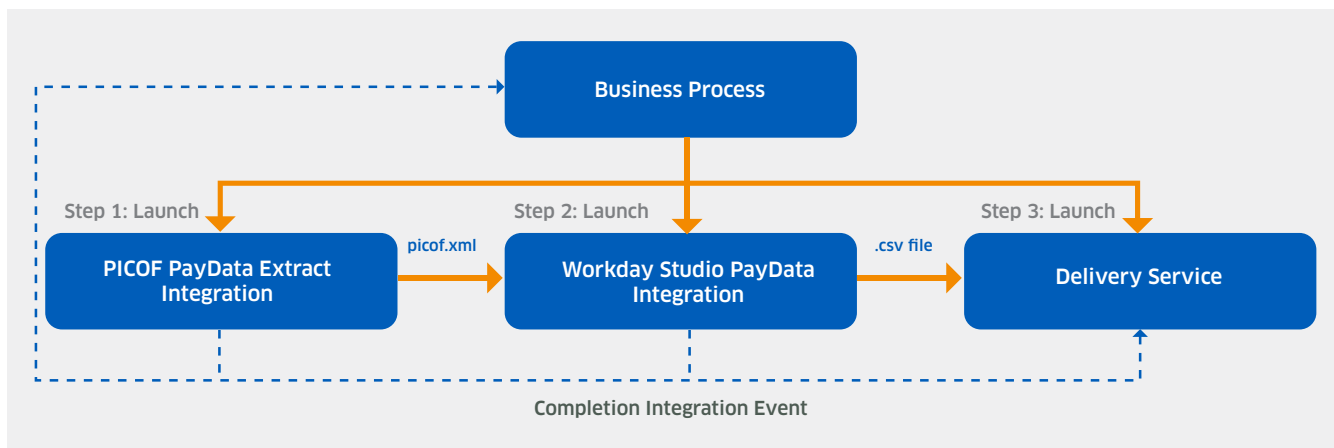 Business Process
Step 1: Launch
Step 2: Launch
Step 3: Launch
PICOF PayData Extract
Integration
picof.xml
Workday Studio PayData
Integration
.csv file
Delivery Service
Completion Integration Event